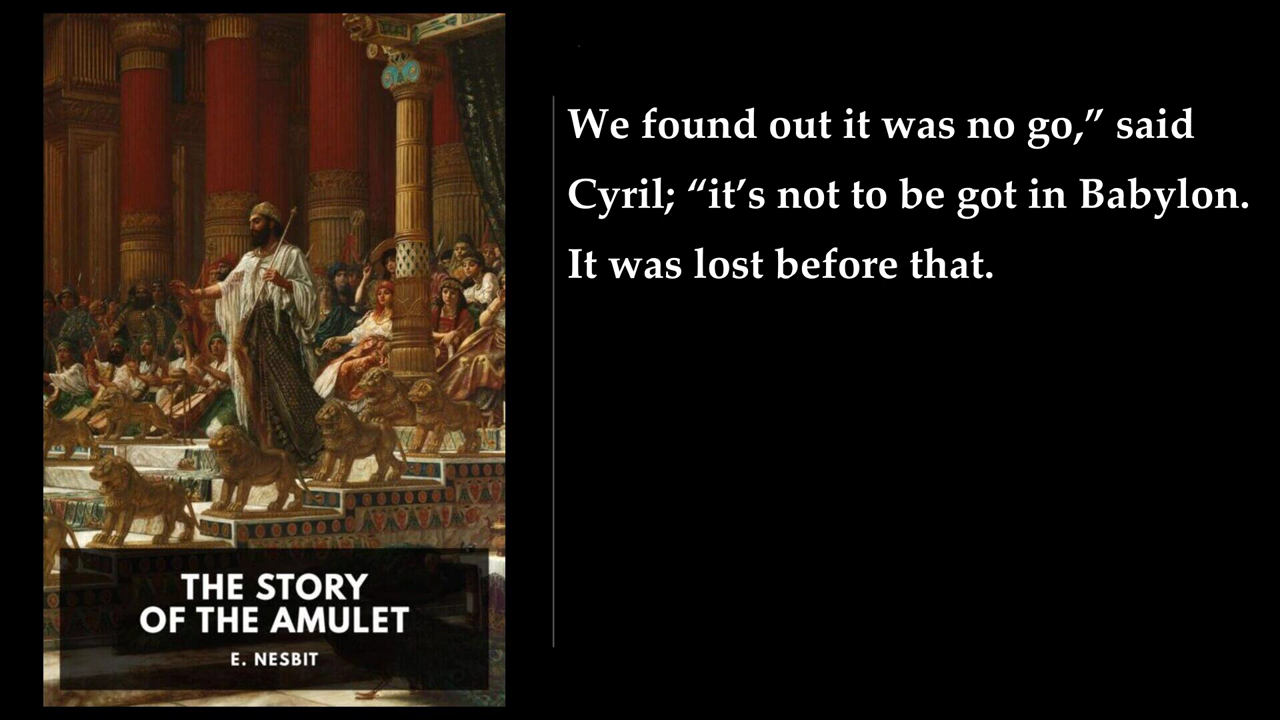 THE STORY
OF THE AMULET
E. NESBIT
We found out it was no go,” said
Cyril; “it’s not to be got in Babylon.
It was lost before that.